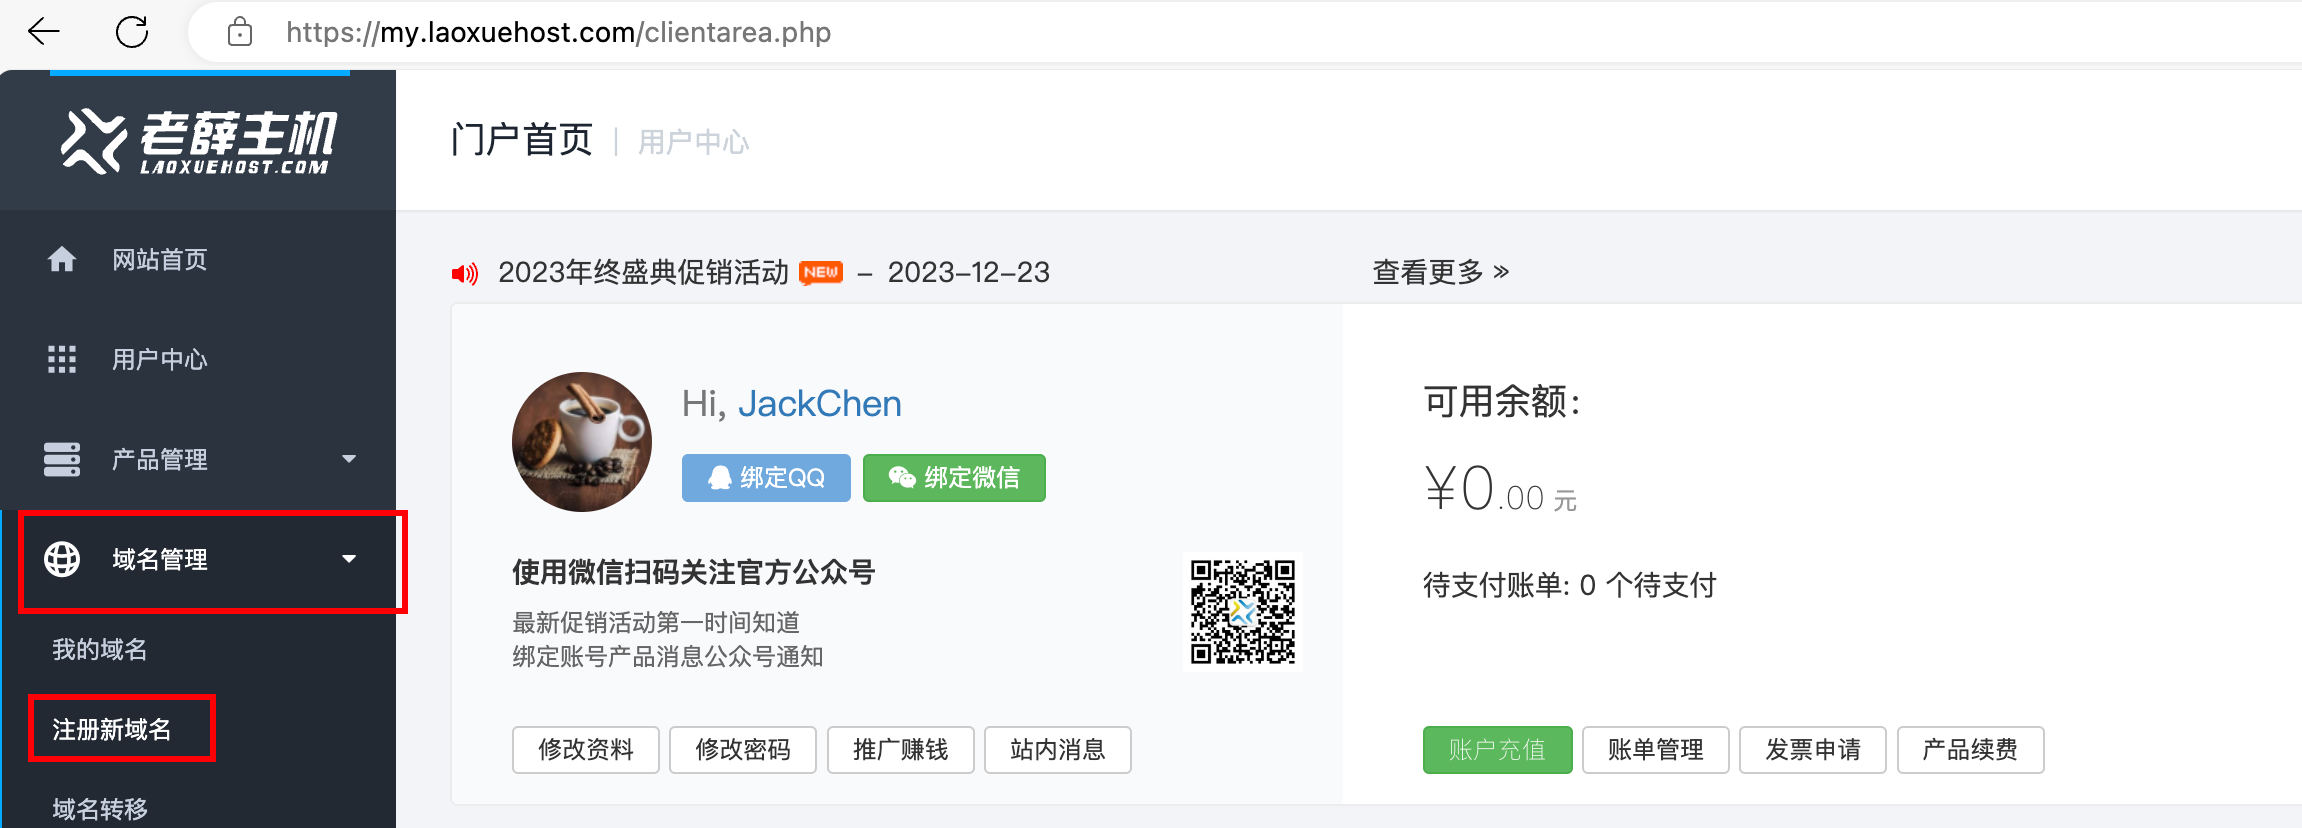 https://my.laoxuehost.com/clientarea.php
老薛主机
LAOXUEHOST.COM
门户首页 | 用户中心
网站首页
用户中心
产品管理
域名管理
我的域名
注册新域名
域名转移
2023年终盛典促销活动 NEW – 2023-12-23
查看更多 »
Hi, JackChen
绑定QQ 绑定微信
使用微信扫码关注官方公众号
最新促销活动第一时间知道
绑定账号产品消息公众号通知
修改资料 修改密码 推广赚钱 站内消息
可用余额:
¥0.00 元
待支付账单: 0 个待支付
账户充值 账单管理 发票申请 产品续费